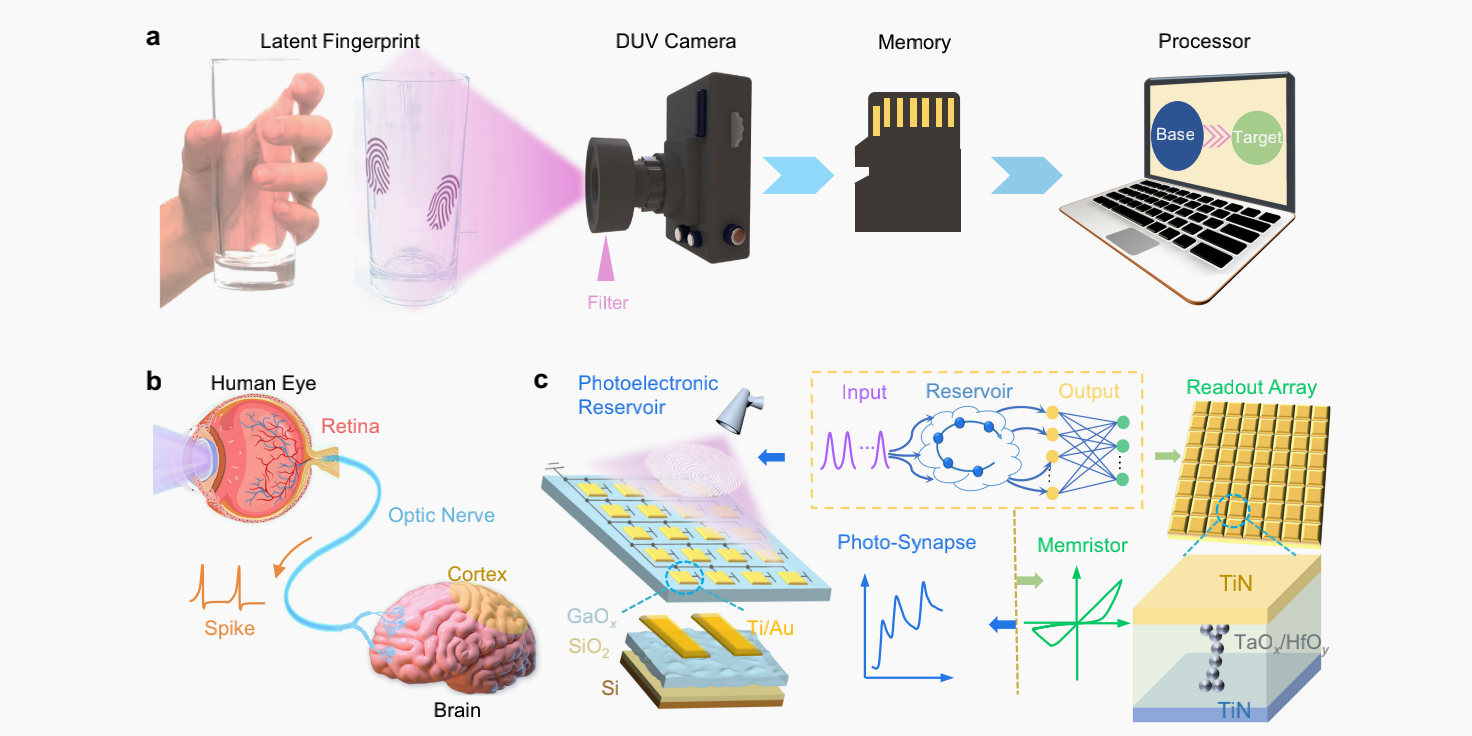 a
Latent Fingerprint
DUV Camera
Memory
Processor
Base
Target
Filter
b
Human Eye
Retina
Optic Nerve
Spike
Cortex
Brain
c
Photoelectronic
Reservoir
Input
Reservoir
Output
Readout Array
Photo-Synapse
Memristor
GaOₓ
SiO₂
Si
Ti/Au
TiN
TaOₓ/HfOᵧ
TiN